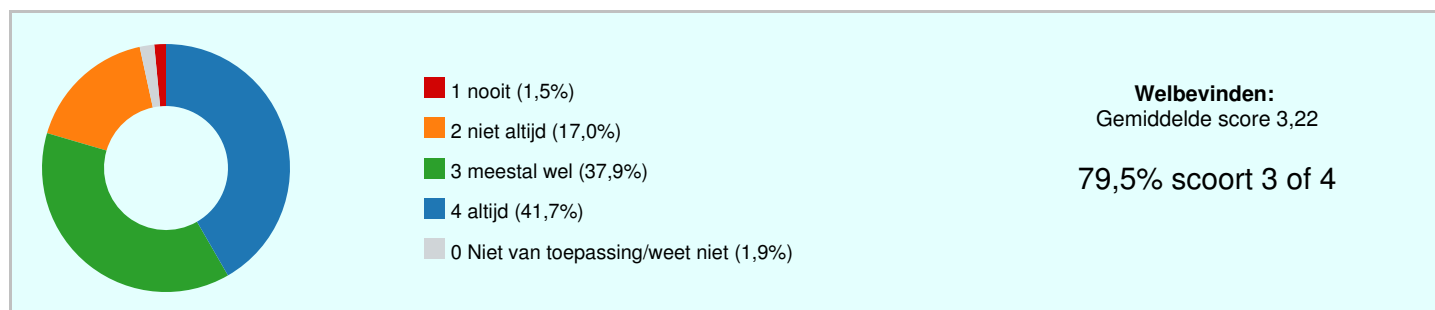 1 nooit (1,5%)
2 niet altijd (17,0%)
3 meestal wel (37,9%)
4 altijd (41,7%)
0 Niet van toepassing/weet niet (1,9%)
Welbevinden:
Gemiddelde score 3,22
79,5% scoort 3 of 4